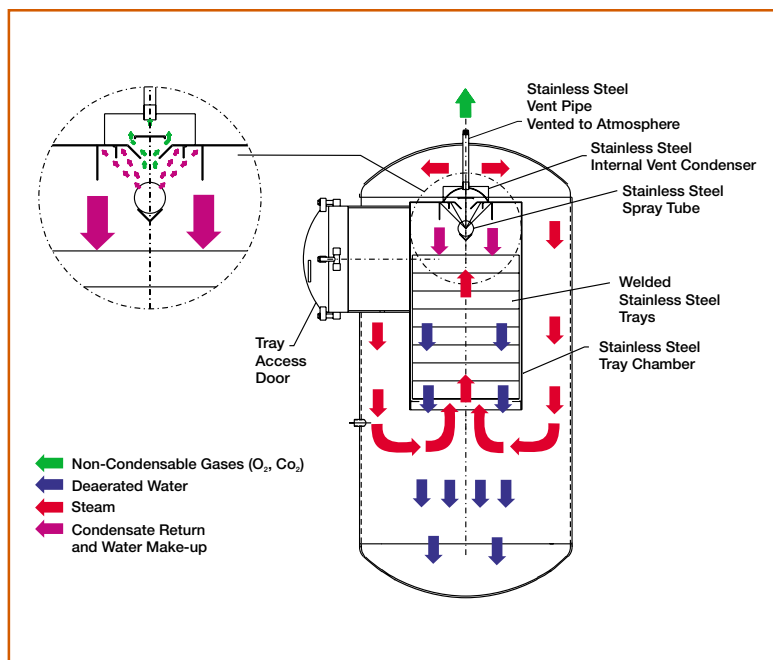 Stainless Steel
Vent Pipe
Vented to Atmosphere
Stainless Steel
Internal Vent Condenser
Stainless Steel
Spray Tube
Welded
Stainless Steel
Trays
Stainless Steel
Tray Chamber
Tray
Access
Door
Non-Condensable Gases (O₂, Co₂)
Deaerated Water
Steam
Condensate Return
and Water Make-up